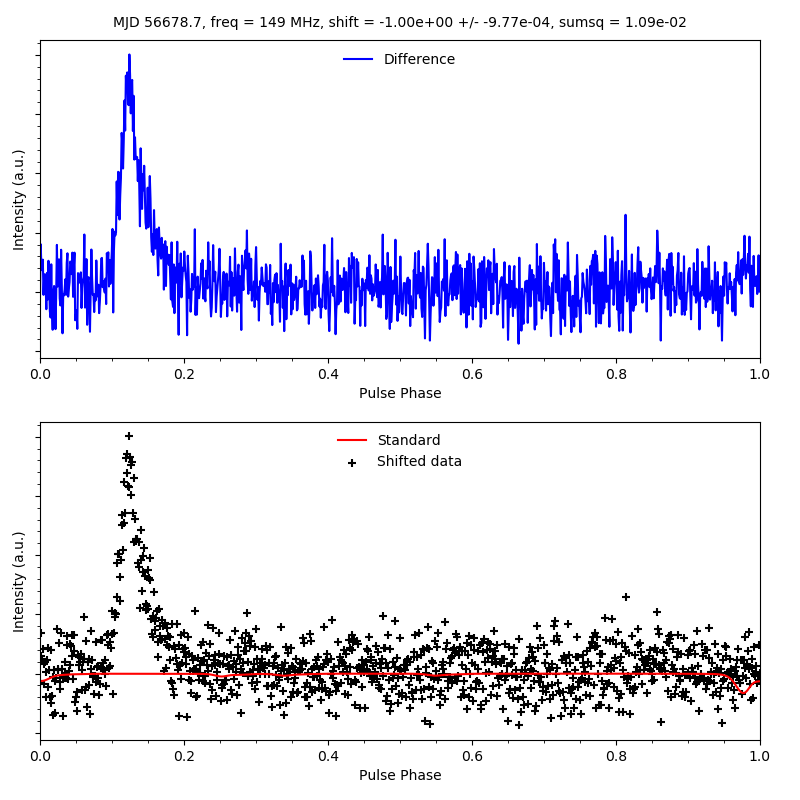 MJD 56678.7, freq = 149 MHz, shift = -1.00e+00 +/- -9.77e-04, sumsq = 1.09e-02
Difference
Intensity (a.u.)
0.0 0.2 0.4 0.6 0.8 1.0
Pulse Phase
Standard
Shifted data
Intensity (a.u.)
0.0 0.2 0.4 0.6 0.8 1.0
Pulse Phase